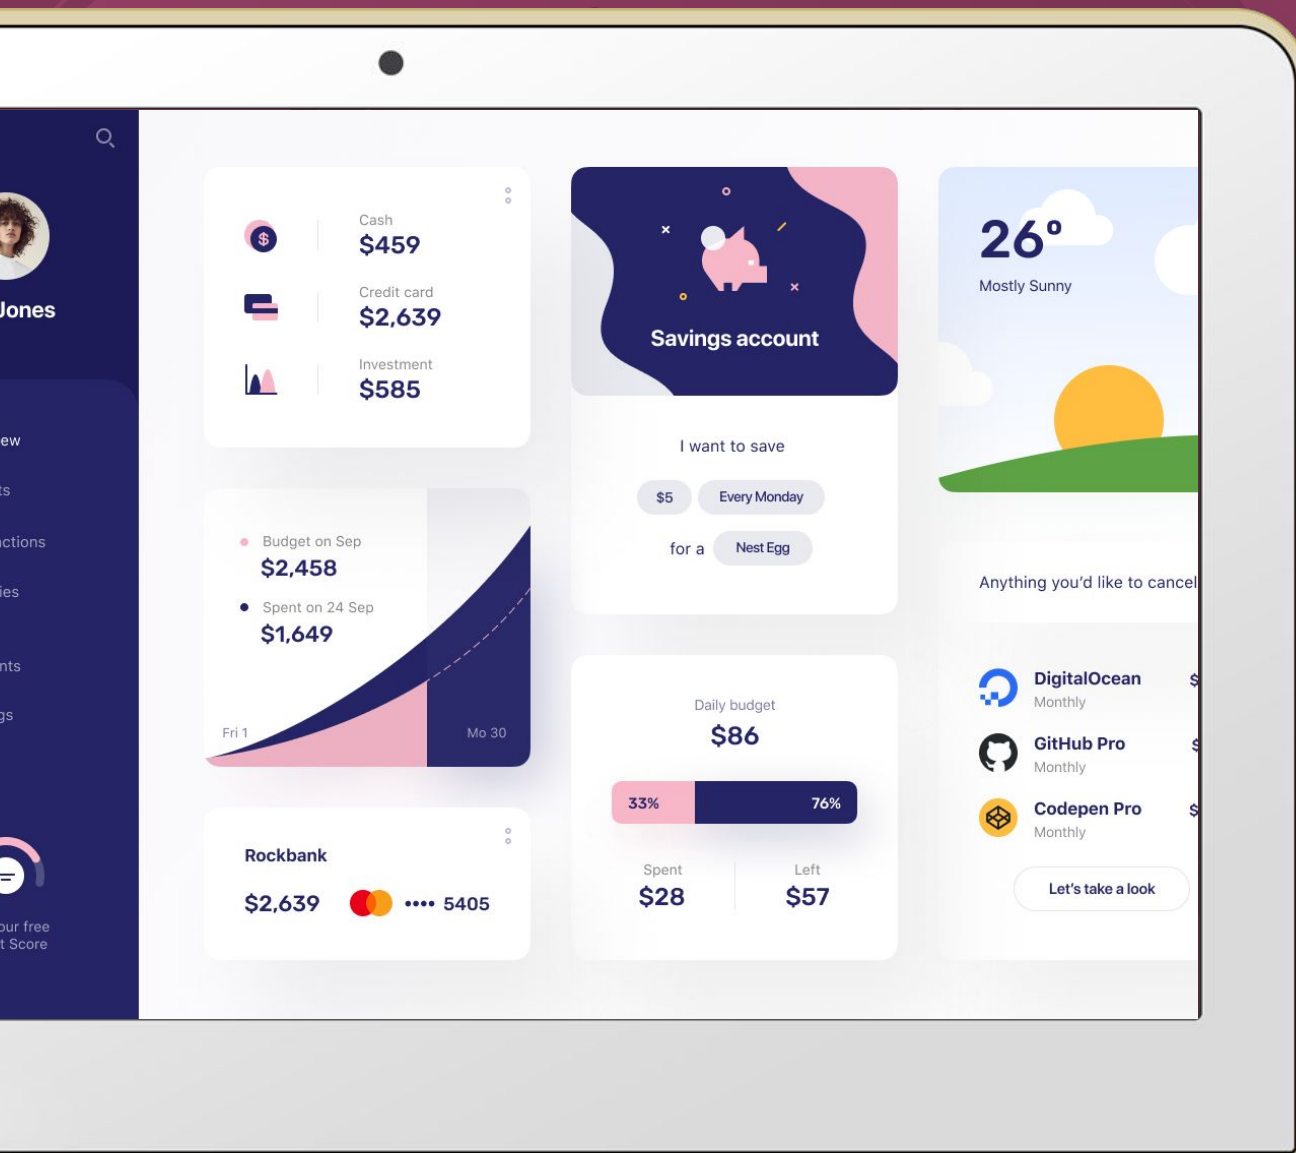 Jones
ew
ts
actions
ies
nts
gs
our free
t Score
Cash
$459
Credit card
$2,639
Investment
$585
Budget on Sep
$2,458
Spent on 24 Sep
$1,649
Fri 1
Mo 30
Rockbank
$2,639 •••• 5405
Savings account
I want to save
$5 Every Monday
for a Nest Egg
Daily budget
$86
33% 76%
Spent Left
$28 $57
26°
Mostly Sunny
Anything you’d like to cancel
DigitalOcean $
Monthly
GitHub Pro $
Monthly
Codepen Pro $
Monthly
Let’s take a look